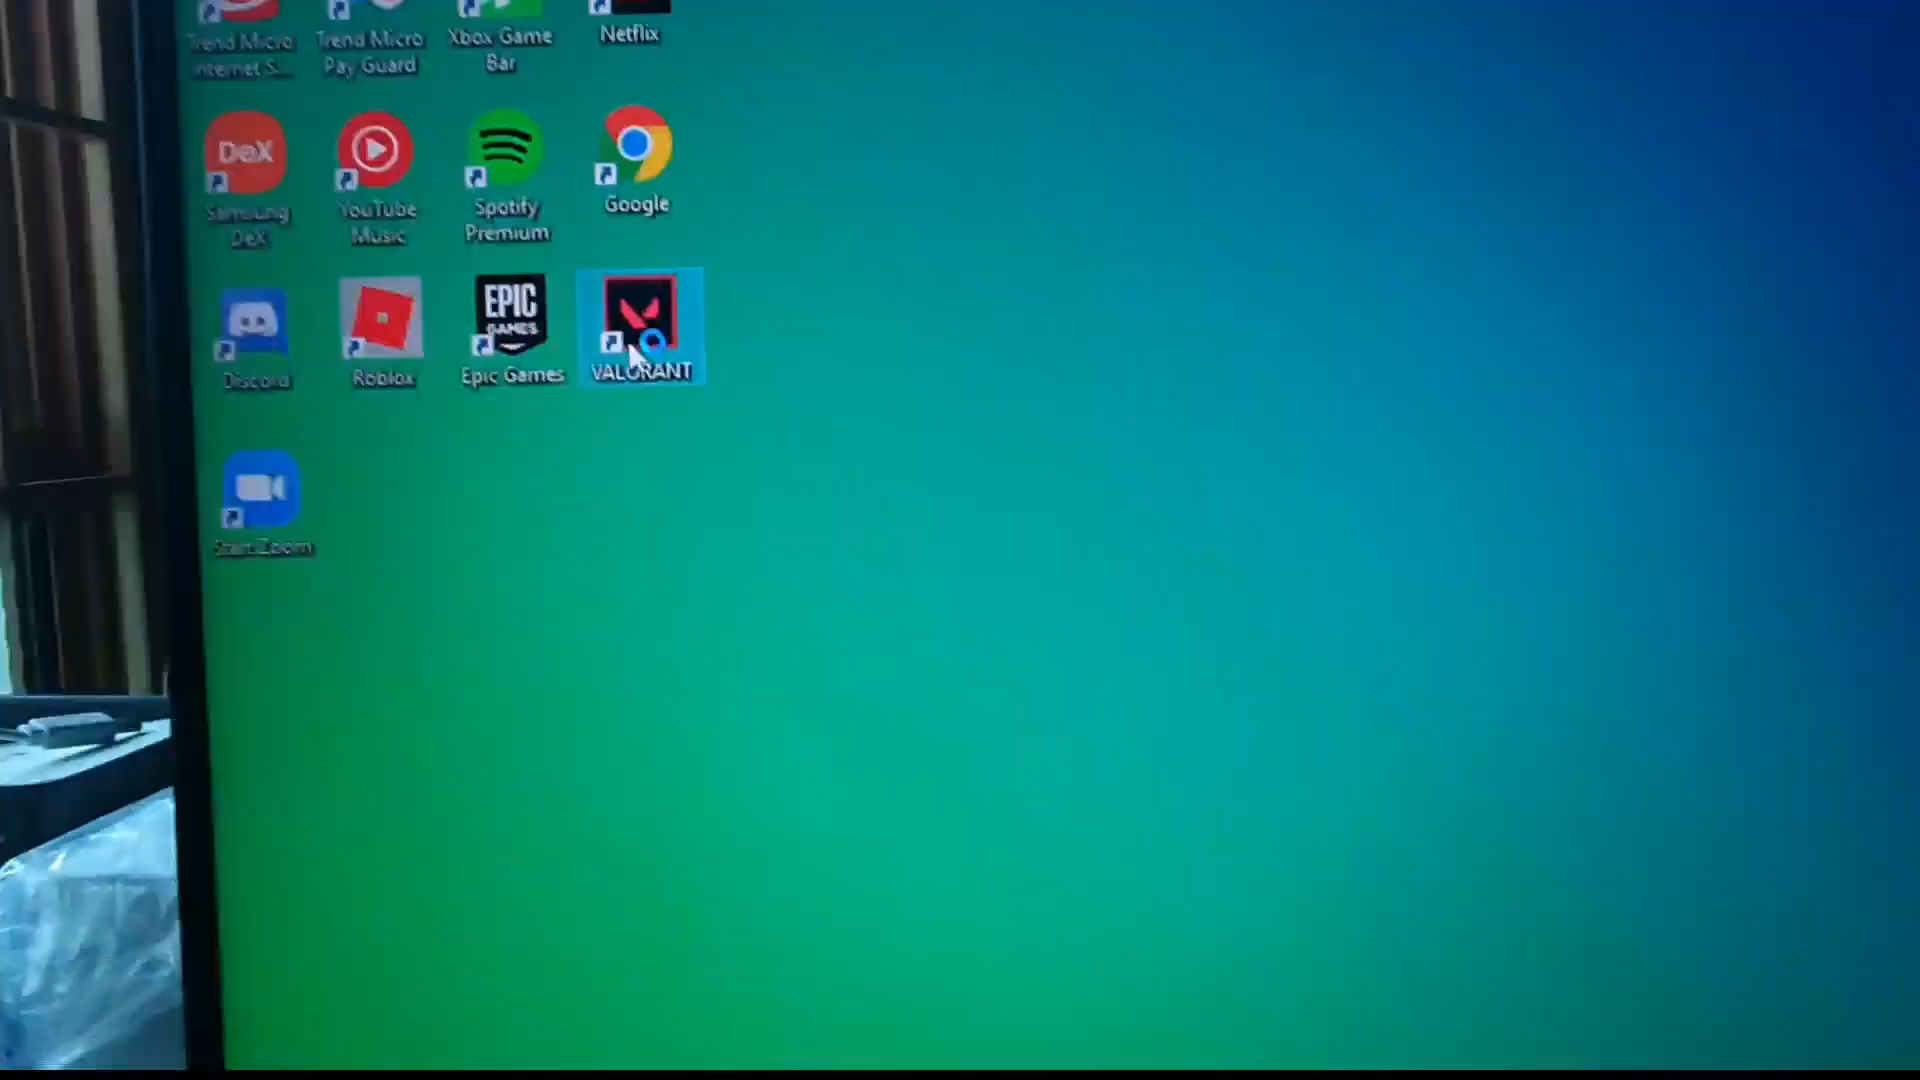 Trend Micro
Internet S...
Trend Micro
Pay Guard
Xbox Game
Bar
Netflix
DeX
Samsung
DeX
YouTube
Music
Spotify
Premium
Google
Discord
Roblox
EPIC
GAMES
Epic Games
VALORANT
Start Zoom